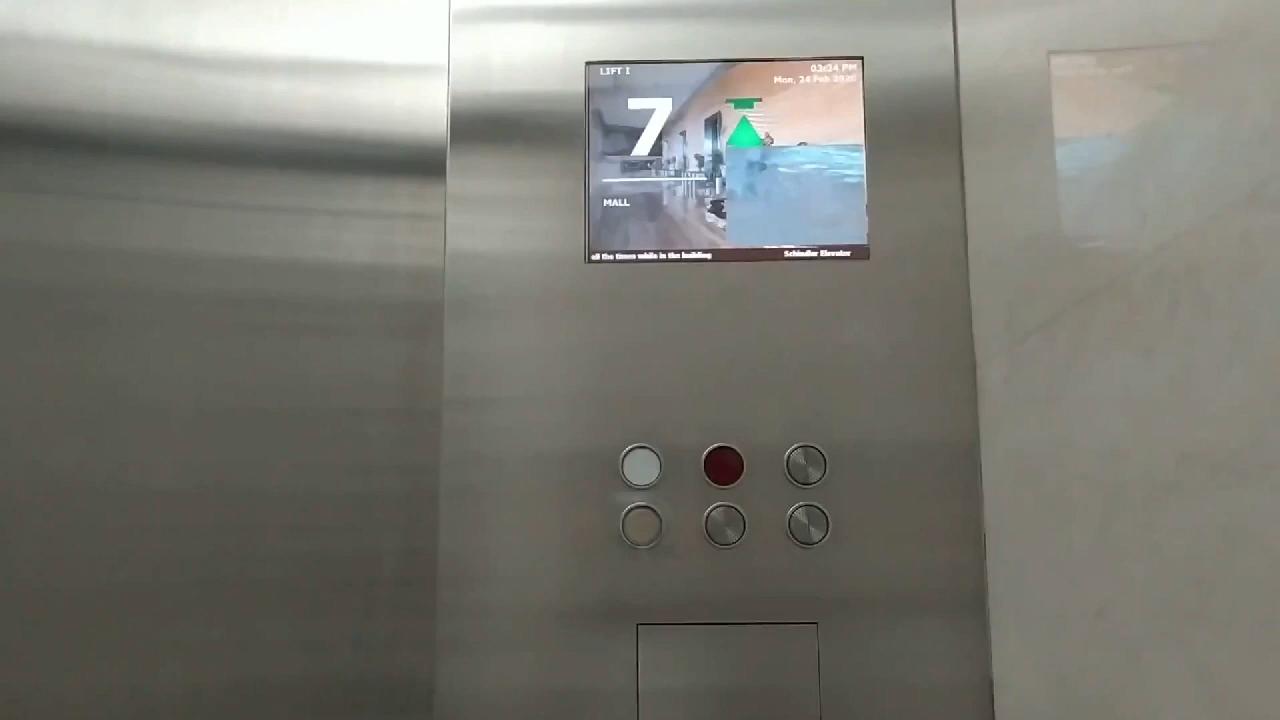 LIFT I
03:24 PM
Mon, 24 Feb 2020
7
MALL
all the times while in the building
Schindler Elevator